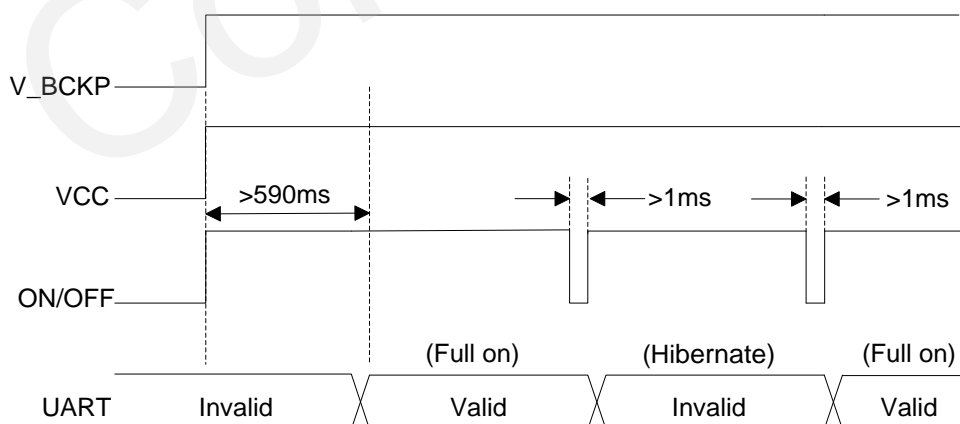 V_BCKP
VCC
>590ms
>1ms
>1ms
ON/OFF
(Full on)
(Hibernate)
(Full on)
UART
Invalid
Valid
Invalid
Valid